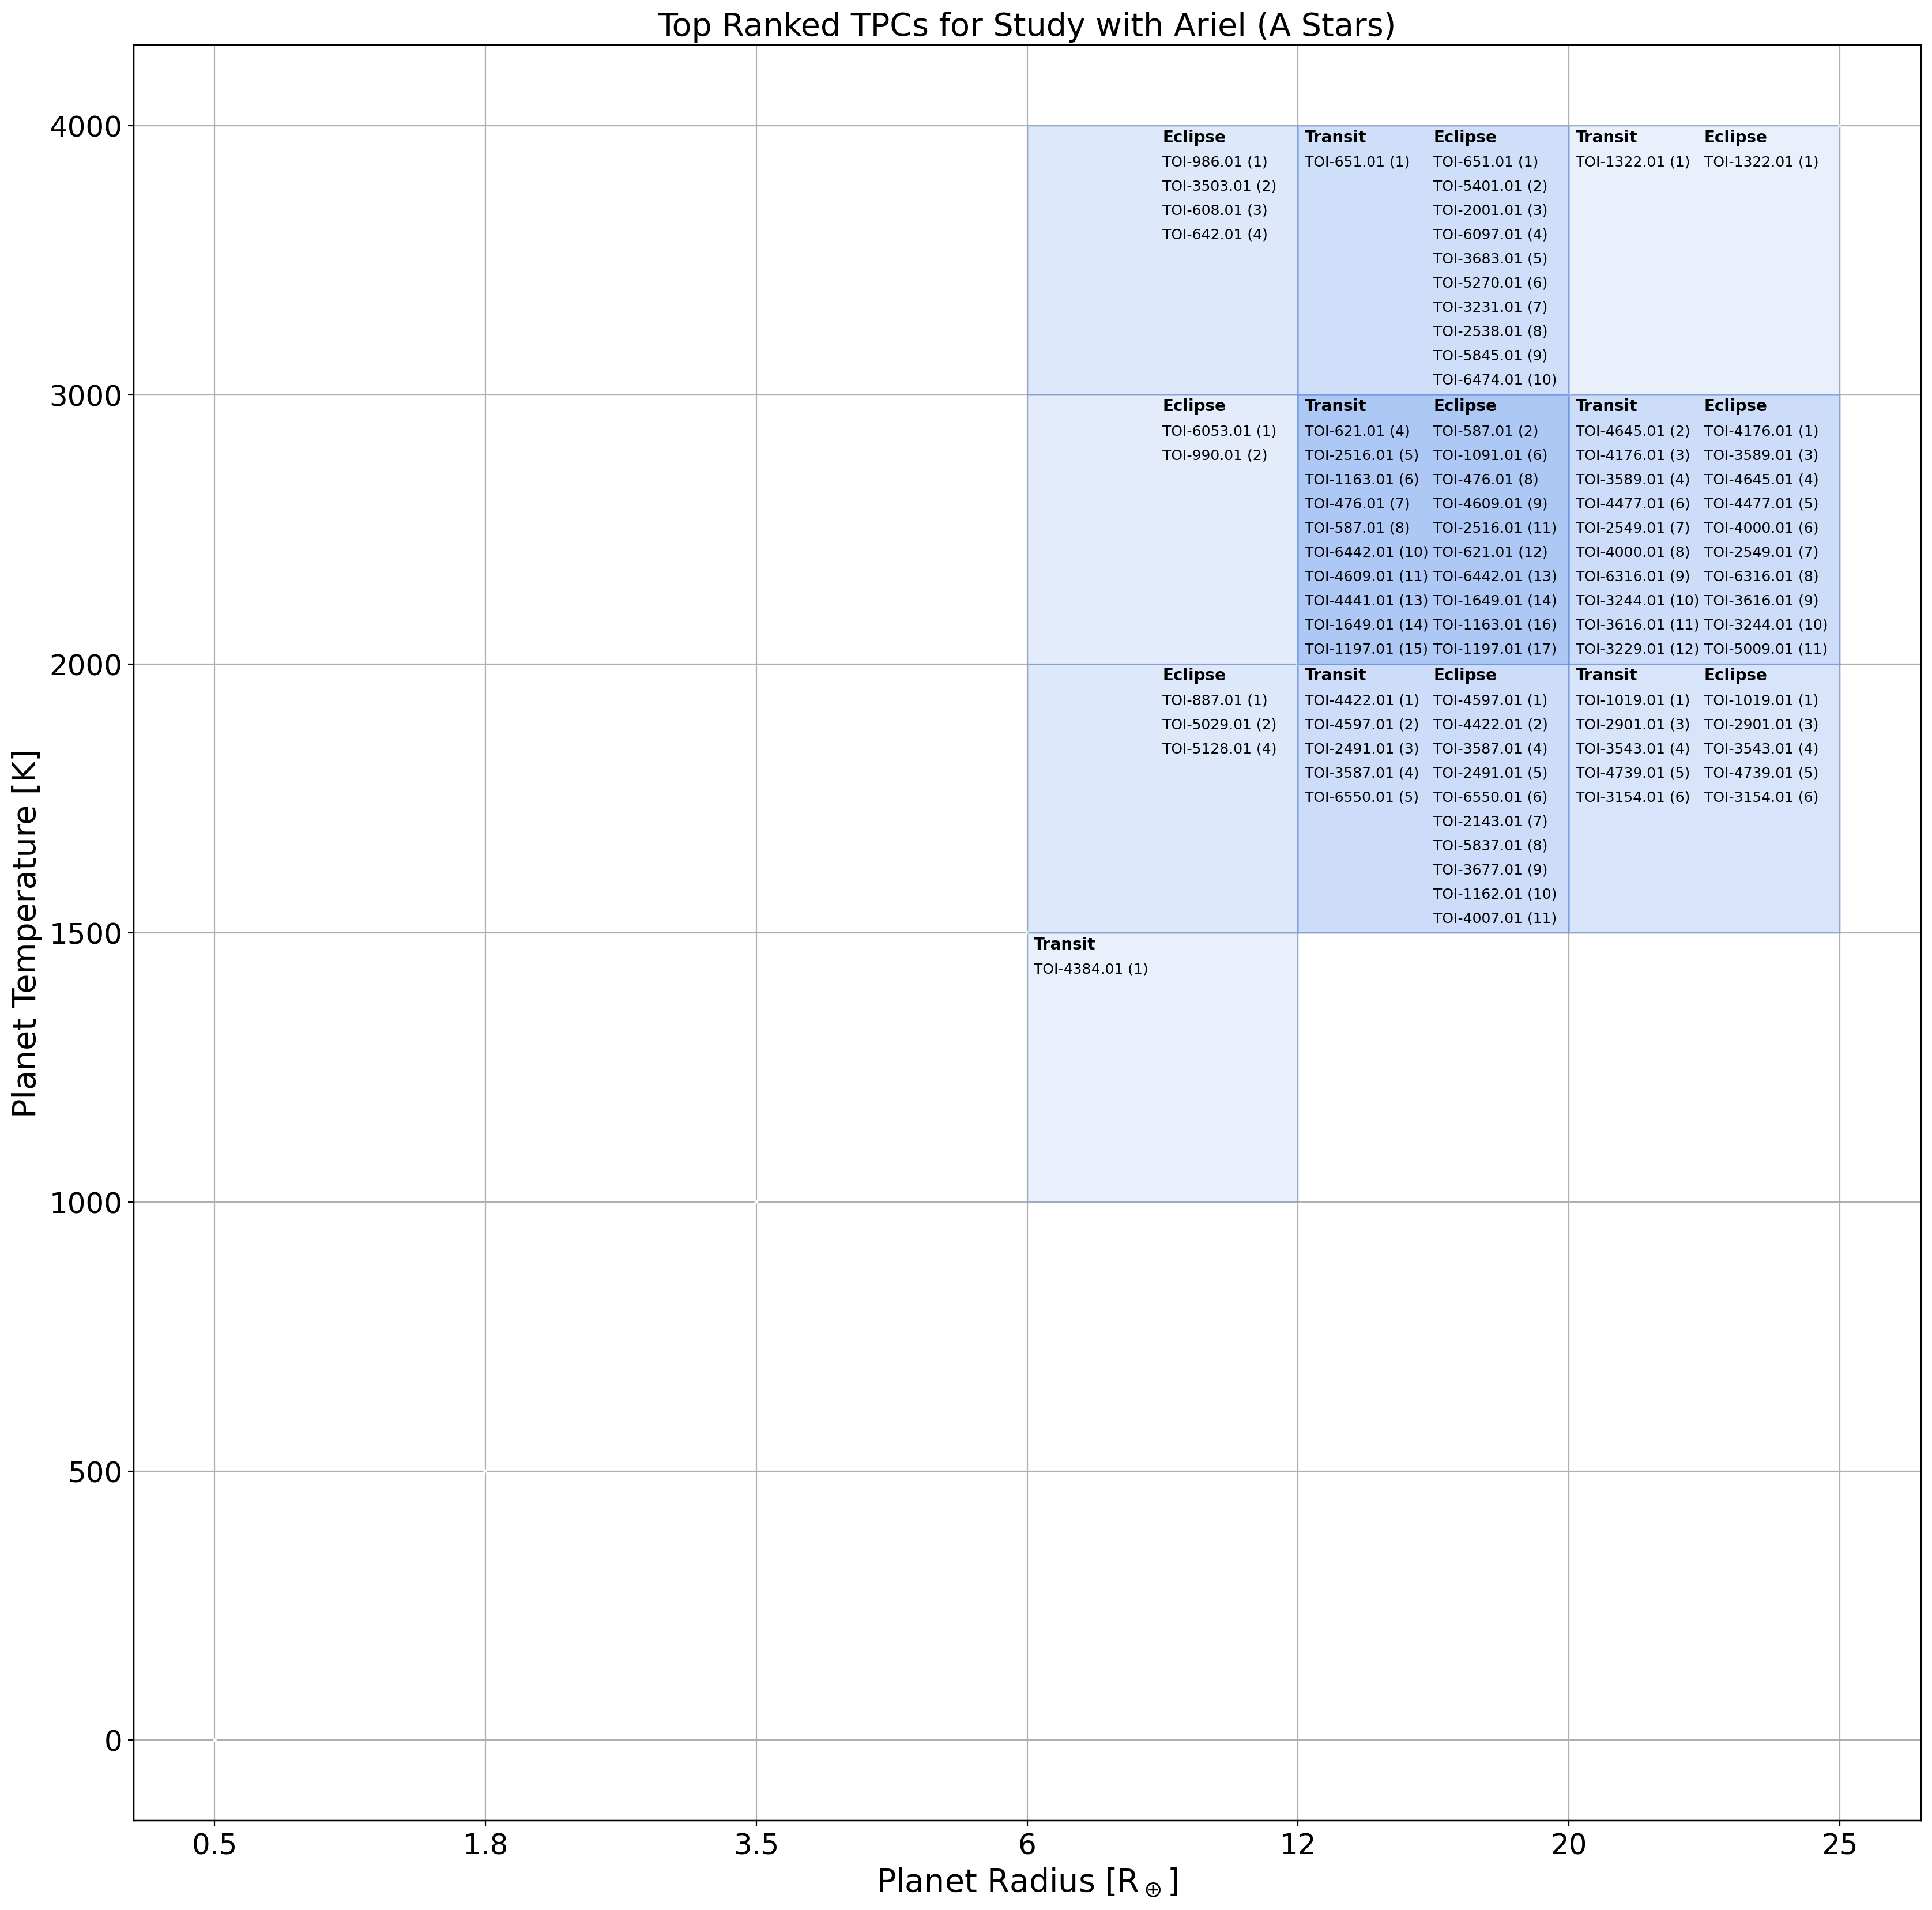 Top Ranked TPCs for Study with Ariel (A Stars)
Planet Temperature [K]
4000
3000
2000
1500
1000
500
0
Eclipse
TOI-986.01 (1)
TOI-3503.01 (2)
TOI-608.01 (3)
TOI-642.01 (4)
Transit
TOI-651.01 (1)
Eclipse
TOI-651.01 (1)
TOI-5401.01 (2)
TOI-2001.01 (3)
TOI-6097.01 (4)
TOI-3683.01 (5)
TOI-5270.01 (6)
TOI-3231.01 (7)
TOI-2538.01 (8)
TOI-5845.01 (9)
TOI-6474.01 (10)
Transit
TOI-1322.01 (1)
Eclipse
TOI-1322.01 (1)
Eclipse
TOI-6053.01 (1)
TOI-990.01 (2)
Transit
TOI-621.01 (4)
TOI-2516.01 (5)
TOI-1163.01 (6)
TOI-476.01 (7)
TOI-587.01 (8)
TOI-6442.01 (10)
TOI-4609.01 (11)
TOI-4441.01 (13)
TOI-1649.01 (14)
TOI-1197.01 (15)
Eclipse
TOI-587.01 (2)
TOI-1091.01 (6)
TOI-476.01 (8)
TOI-4609.01 (9)
TOI-2516.01 (11)
TOI-621.01 (12)
TOI-6442.01 (13)
TOI-1649.01 (14)
TOI-1163.01 (16)
TOI-1197.01 (17)
Transit
TOI-4645.01 (2)
TOI-4176.01 (3)
TOI-3589.01 (4)
TOI-4477.01 (6)
TOI-2549.01 (7)
TOI-4000.01 (8)
TOI-6316.01 (9)
TOI-3244.01 (10)
TOI-3616.01 (11)
TOI-3229.01 (12)
Eclipse
TOI-4176.01 (1)
TOI-3589.01 (3)
TOI-4645.01 (4)
TOI-4477.01 (5)
TOI-4000.01 (6)
TOI-2549.01 (7)
TOI-6316.01 (8)
TOI-3616.01 (9)
TOI-3244.01 (10)
TOI-5009.01 (11)
Eclipse
TOI-887.01 (1)
TOI-5029.01 (2)
TOI-5128.01 (4)
Transit
TOI-4422.01 (1)
TOI-4597.01 (2)
TOI-2491.01 (3)
TOI-3587.01 (4)
TOI-6550.01 (5)
Eclipse
TOI-4597.01 (1)
TOI-4422.01 (2)
TOI-3587.01 (4)
TOI-2491.01 (5)
TOI-6550.01 (6)
TOI-2143.01 (7)
TOI-5837.01 (8)
TOI-3677.01 (9)
TOI-1162.01 (10)
TOI-4007.01 (11)
Transit
TOI-1019.01 (1)
TOI-2901.01 (3)
TOI-3543.01 (4)
TOI-4739.01 (5)
TOI-3154.01 (6)
Eclipse
TOI-1019.01 (1)
TOI-2901.01 (3)
TOI-3543.01 (4)
TOI-4739.01 (5)
TOI-3154.01 (6)
Transit
TOI-4384.01 (1)
0.5
1.8
3.5
6
12
20
25
Planet Radius [R⊕]